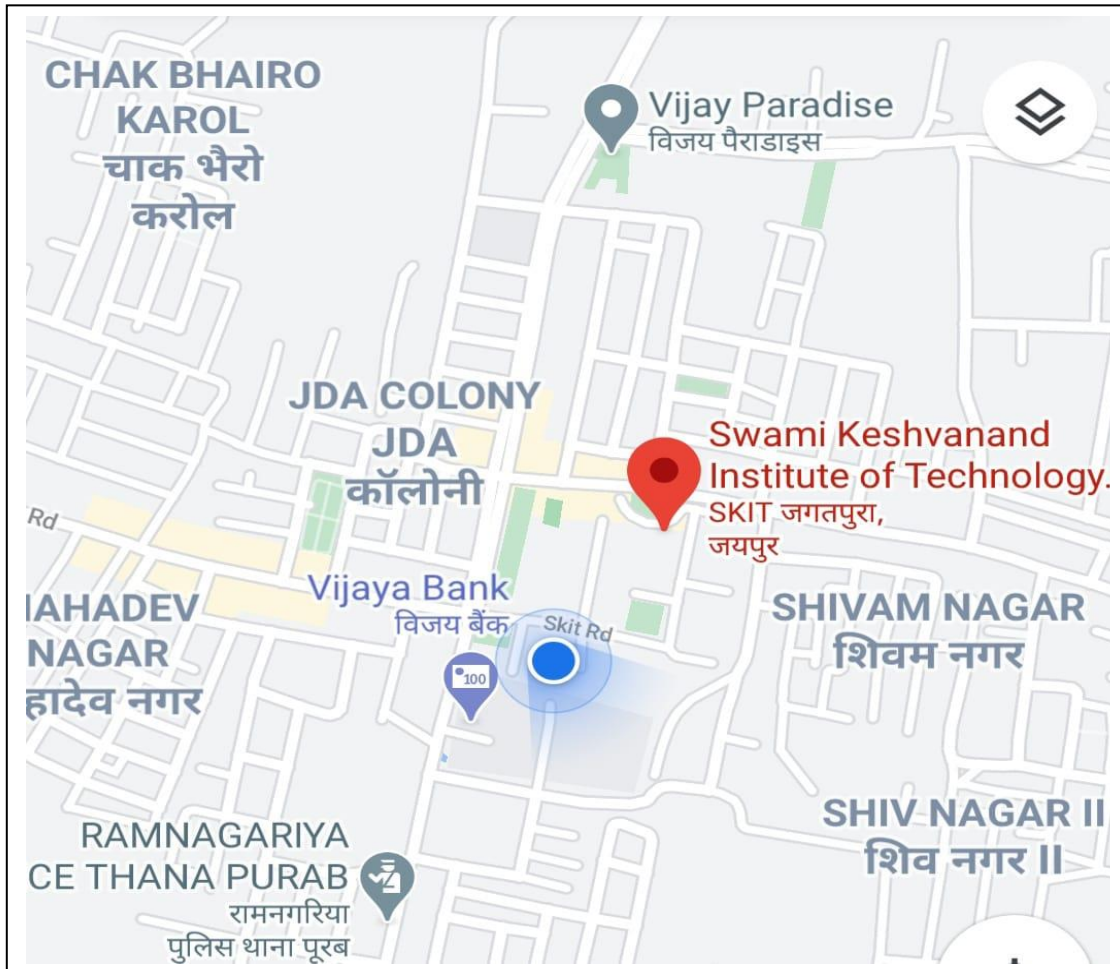 CHAK BHAIRO
KAROL
चाक भैरो
करोल
Vijay Paradise
विजय पैराडाइस
JDA COLONY
JDA
कॉलोनी
Swami Keshvanand
Institute of Technology.
SKIT जगतपुरा,
जयपुर
Rd
Vijaya Bank
विजय बैंक
Skit Rd
100
IAHADEV
NAGAR
हादेव नगर
SHIVAM NAGAR
शिवम नगर
SHIV NAGAR II
शिव नगर II
RAMNAGARIYA
CE THANA PURAB
रामनगरिया
पुलिस थाना पूरब